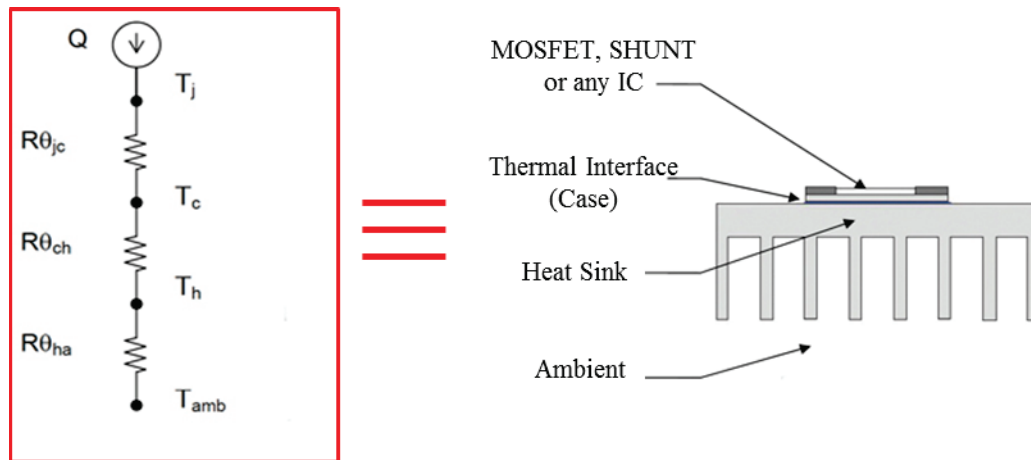 Q
Tj
Rθjc
Tc
Rθch
Th
Rθha
Tamb
MOSFET, SHUNT
or any IC
Thermal Interface
(Case)
Heat Sink
Ambient